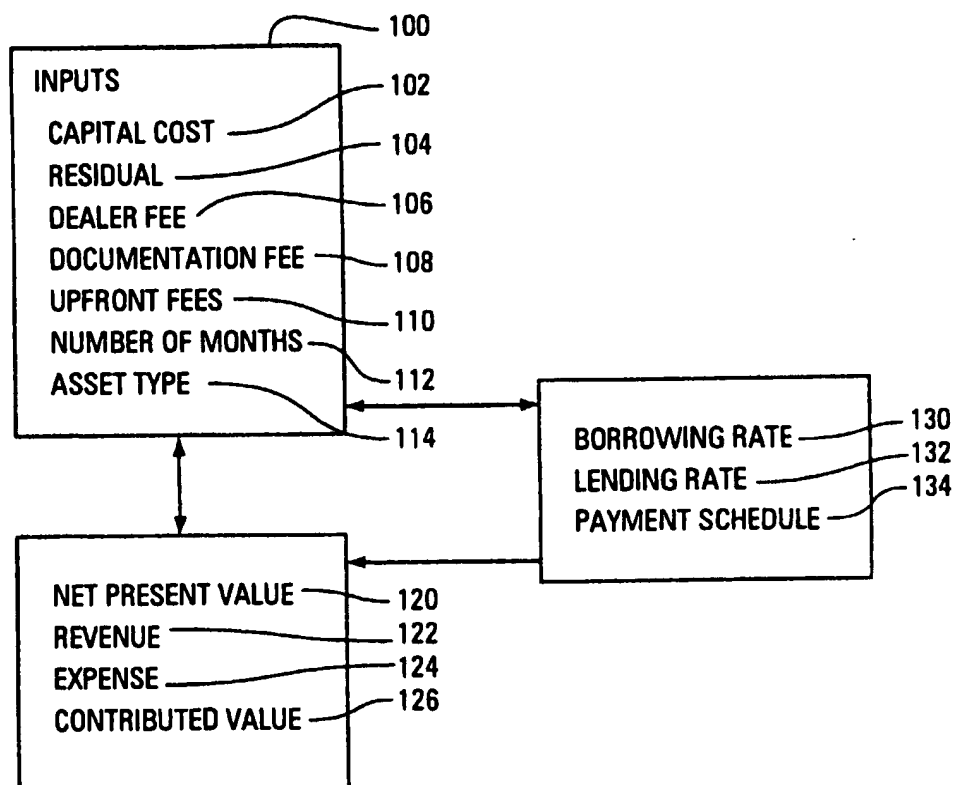 100
INPUTS
102
CAPITAL COST
104
RESIDUAL
106
DEALER FEE
DOCUMENTATION FEE 108
UPFRONT FEES
110
NUMBER OF MONTHS
112
ASSET TYPE
114
BORROWING RATE 130
LENDING RATE 132
PAYMENT SCHEDULE 134
NET PRESENT VALUE 120
REVENUE 122
EXPENSE 124
CONTRIBUTED VALUE 126